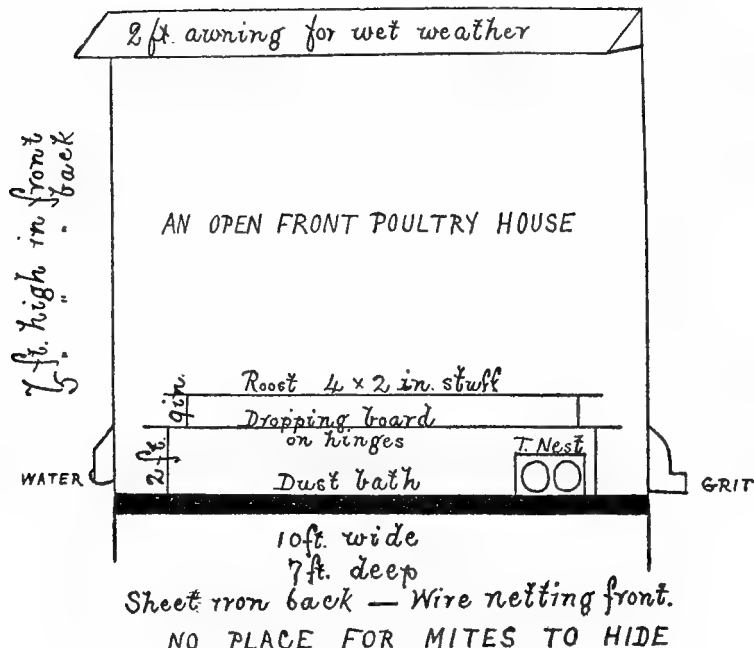 2 ft. awning for wet weather
7 ft. high in front
5 " " " back
AN OPEN FRONT POULTRY HOUSE
Roost 4 × 2 in. stuff
9 in.
Dropping board
on hinges
2 ft.
T. Nest
Dust bath
WATER
GRIT
10 ft. wide
7 ft. deep
Sheet iron back — Wire netting front.
NO PLACE FOR MITES TO HIDE